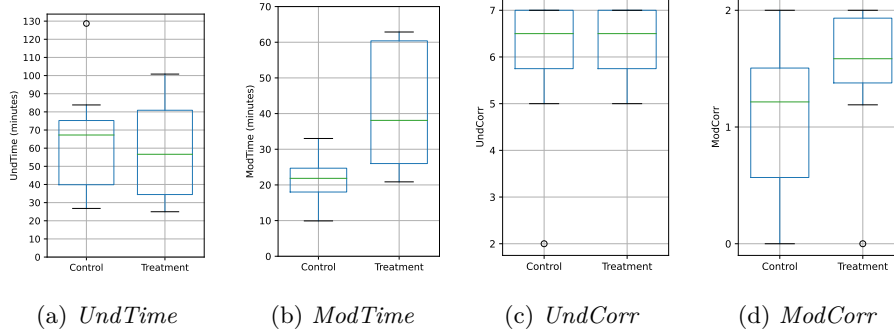 UndTime (minutes)
130
120
110
100
90
80
70
60
50
40
30
20
10
0
Control
Treatment
(a) UndTime
ModTime (minutes)
70
60
50
40
30
20
10
0
Control
Treatment
(b) ModTime
UndCorr
7
6
5
4
3
2
Control
Treatment
(c) UndCorr
ModCorr
2
1
0
Control
Treatment
(d) ModCorr